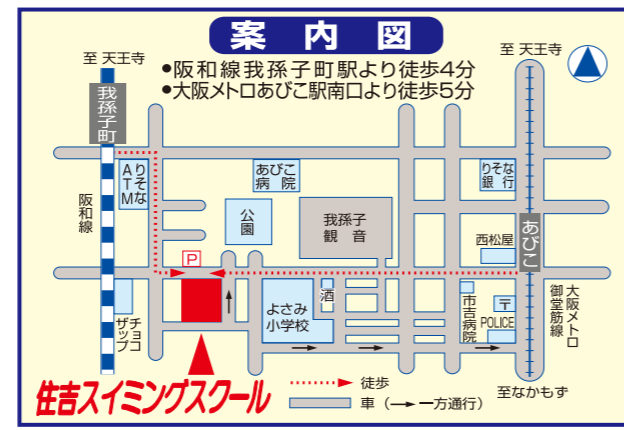 案内図
至 天王寺
至 天王寺
●阪和線我孫子町駅より徒歩4分
●大阪メトロあびこ駅南口より徒歩5分
我孫子町
りそな
ATM
あびこ
病院
りそな
銀行
阪和線
公園
我孫子
観音
あびこ
西松屋
P
酒
よさみ
小学校
チョコ
ザップ
市吉病院
〒
POLICE
大阪メトロ
御堂筋線
住吉スイミングスクール
徒歩
車（→一方通行）
至なかもず